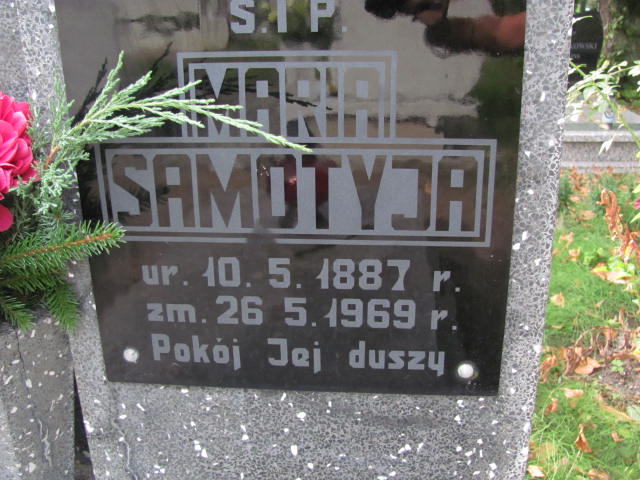 Ś.†P.
MARIA
SAMOTYJA
ur. 10. 5. 1887 r.
zm. 26 5. 1969 r.
Pokój Jej duszy